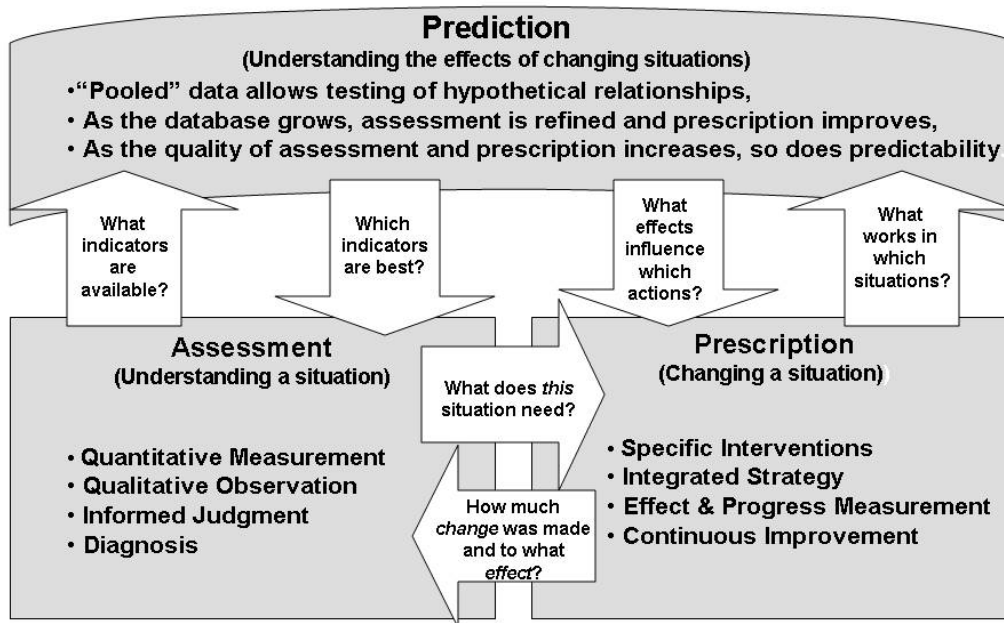 Prediction
(Understanding the effects of changing situations)
•“Pooled” data allows testing of hypothetical relationships,
• As the database grows, assessment is refined and prescription improves,
• As the quality of assessment and prescription increases, so does predictability.
What
indicators
are
available?
Which
indicators
are best?
What
effects
influence
which
actions?
What
works in
which
situations?
Assessment
(Understanding a situation)
• Quantitative Measurement
• Qualitative Observation
• Informed Judgment
• Diagnosis
What does this
situation need?
How much
change was made
and to what
effect?
Prescription
(Changing a situation)
• Specific Interventions
• Integrated Strategy
• Effect & Progress Measurement
• Continuous Improvement